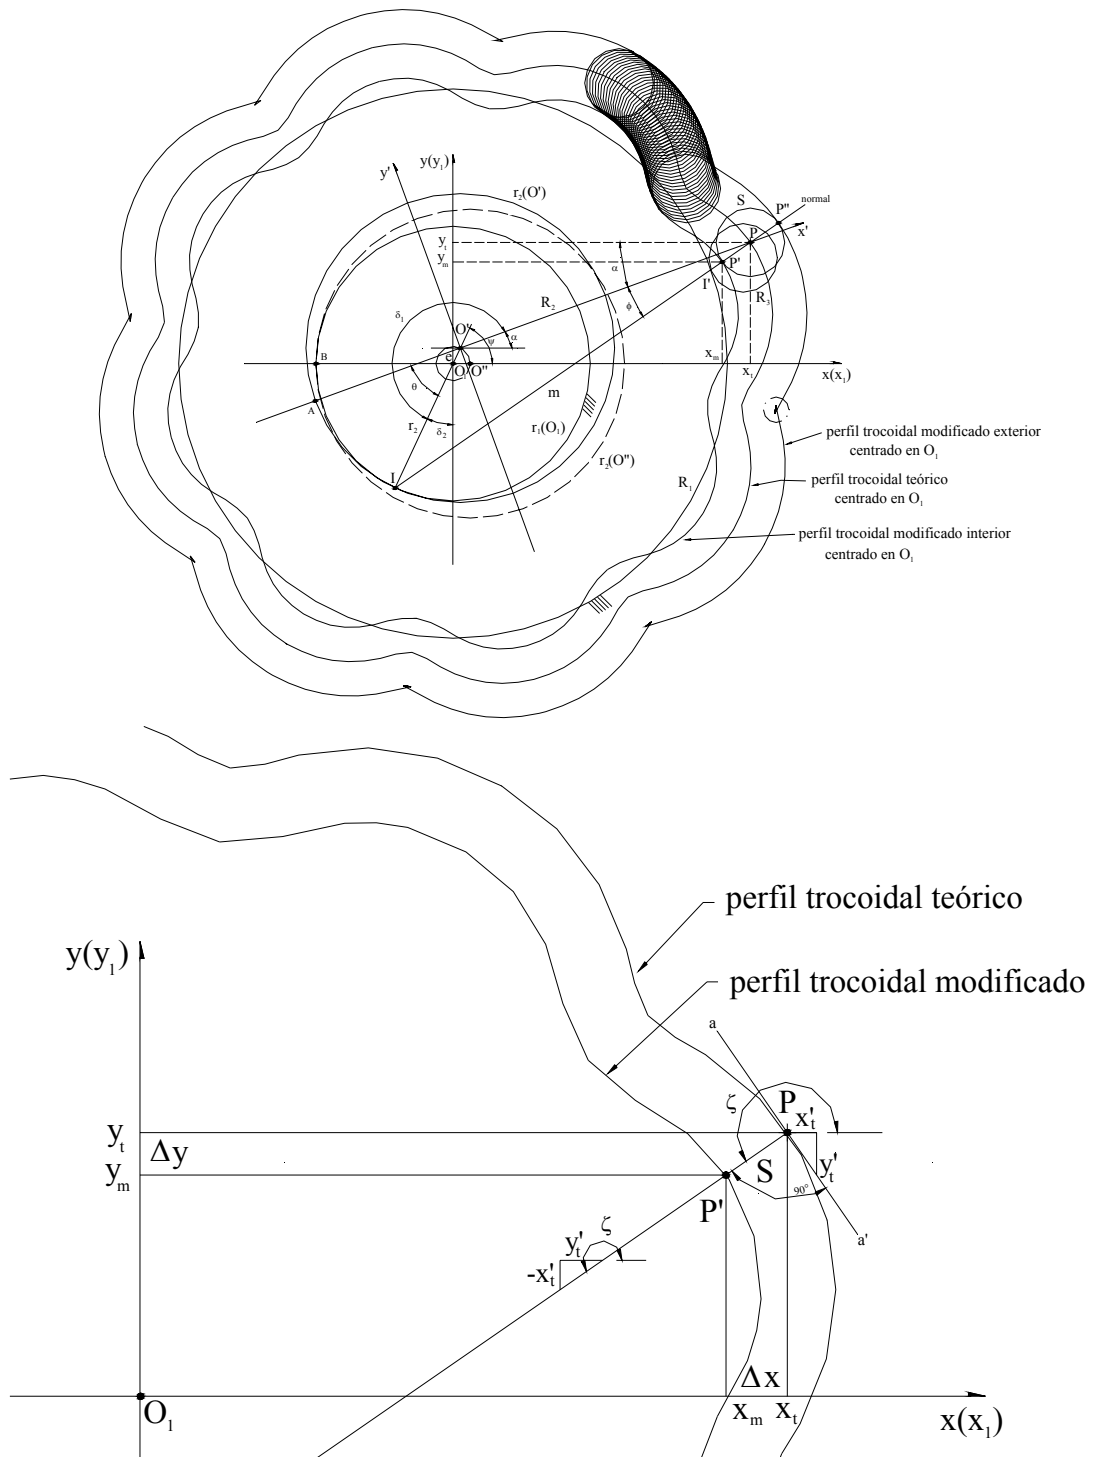 y'
y(y₁)
r₂(O')
S
P''
normal
P
x'
yₜ
yₘ
α
P'
I'
ϕ
R₃
R₂
δ₁
O'
ψ
α
B
e
O₁
O''
xₘ
xₜ
x(x₁)
A
θ
m
r₂
δ₂
r₁(O₁)
r₂(O'')
I
R₁
perfil trocoidal modificado exterior
centrado en O₁
perfil trocoidal teórico
centrado en O₁
perfil trocoidal modificado interior
centrado en O₁
perfil trocoidal teórico
y(y₁)
perfil trocoidal modificado
a
ζ
P
x'ₜ
yₜ
Δy
yₘ
S
y'ₜ
90°
P'
a'
ζ
y'ₜ
-x'ₜ
Δx
O₁
xₘ
xₜ
x(x₁)